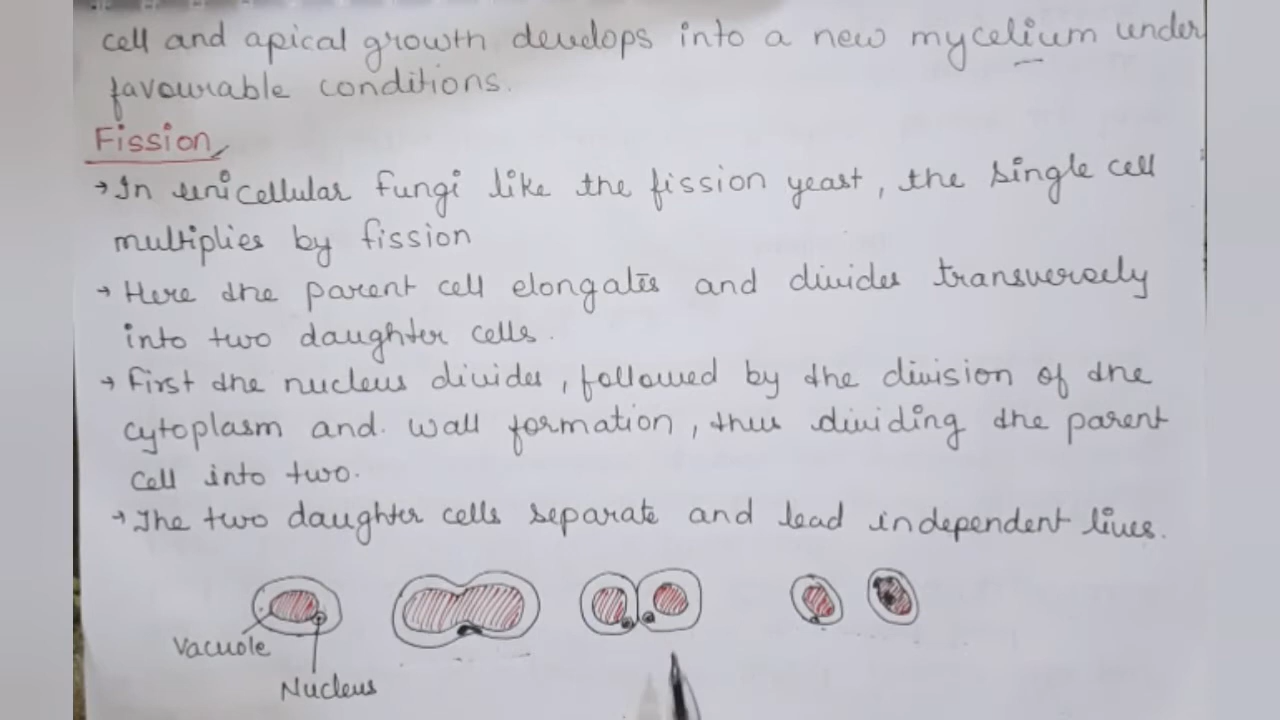 cell and apical growth develops into a new mycelium under
favourable conditions.
Fission
→ In unicellular fungi like the fission yeast, the single cell
multiplies by fission
→ Here the parent cell elongates and divides transversely
into two daughter cells.
→ First the nucleus divides, followed by the division of the
cytoplasm and wall formation, thus dividing the parent
cell into two.
→ The two daughter cells separate and lead independent lives.
Vacuole
Nucleus